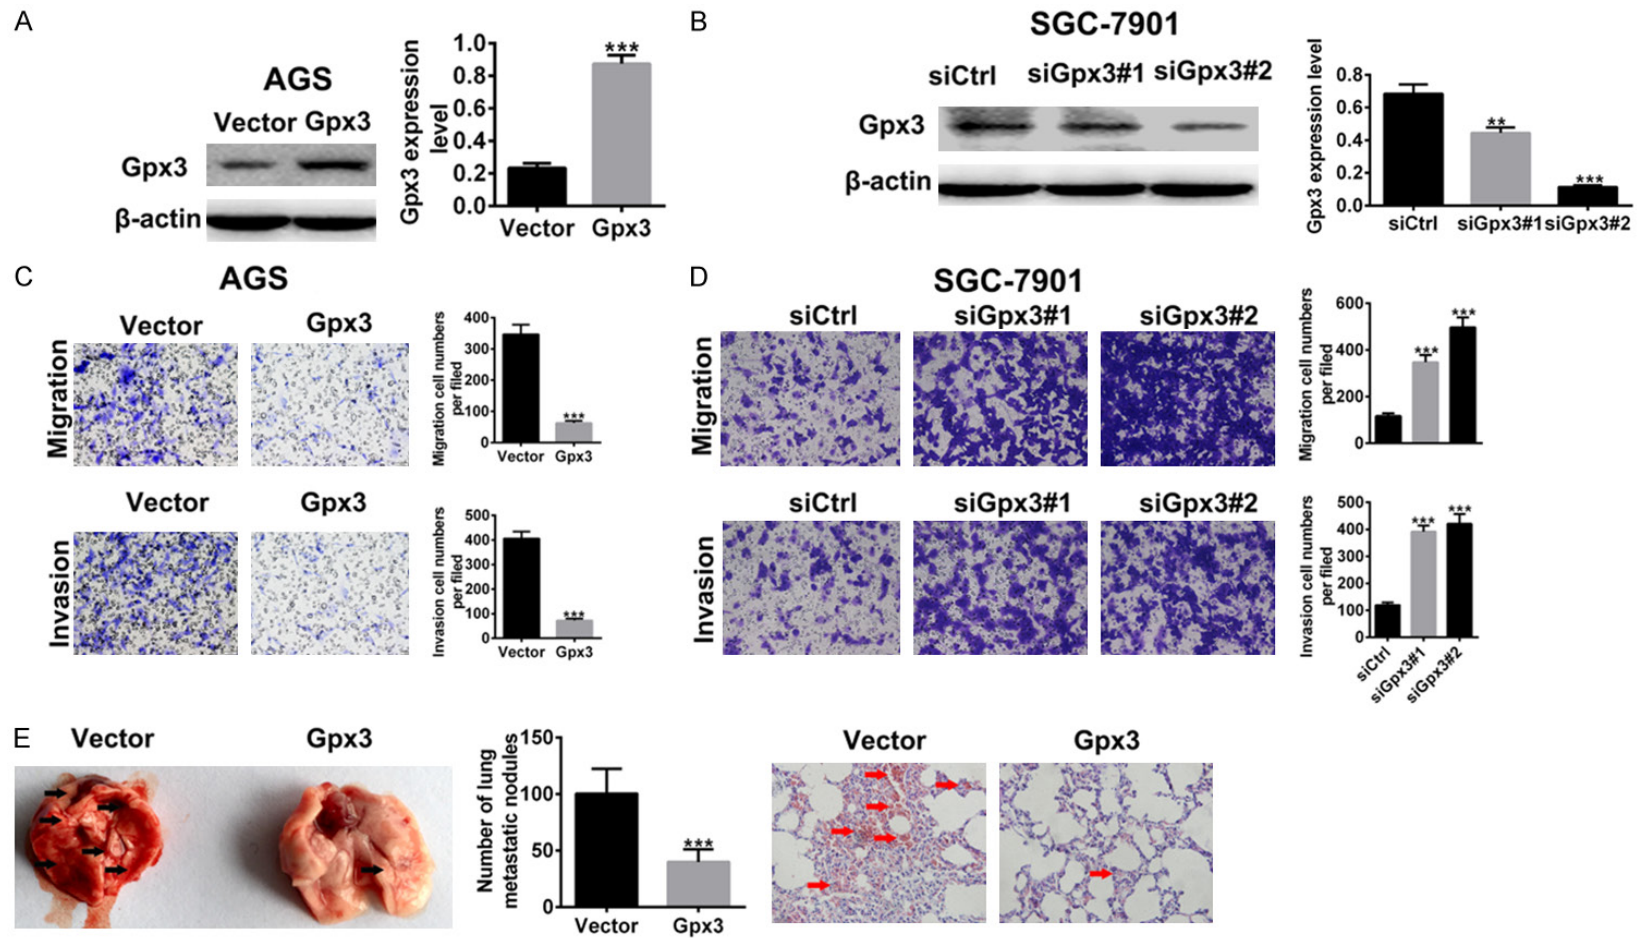 A
AGS
Vector Gpx3
Gpx3
β-actin
Gpx3 expression
level
1.0
0.8
0.6
0.4
0.2
0.0
***
Vector Gpx3
B
SGC-7901
siCtrl siGpx3#1 siGpx3#2
Gpx3
β-actin
Gpx3 expression level
0.8
0.6
0.4
0.2
0.0
**
***
siCtrl siGpx3#1 siGpx3#2
C
AGS
Vector Gpx3
Migration
Migration cell numbers
per filed
400
300
200
100
0
***
Vector Gpx3
Vector Gpx3
Invasion
Invasion cell numbers
per filed
500
400
300
200
100
0
***
Vector Gpx3
D
SGC-7901
siCtrl siGpx3#1 siGpx3#2
Migration
Migration cell numbers
per filed
600
400
200
0
***
***
siCtrl siGpx3#1 siGpx3#2
Invasion
Invasion cell numbers
per filed
500
400
300
200
100
0
***
***
siCtrl
siGpx3#1
siGpx3#2
E
Vector Gpx3
Number of lung
metastatic nodules
150
100
50
0
***
Vector Gpx3
Vector Gpx3